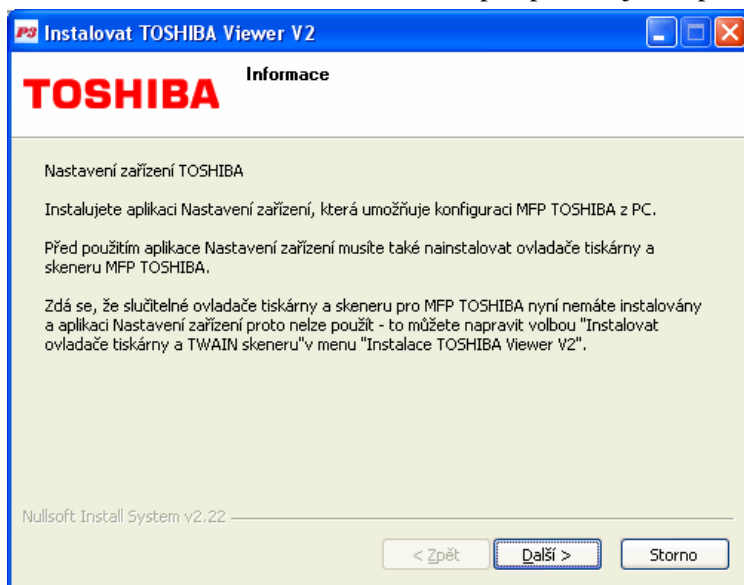 Instalovat TOSHIBA Viewer V2
TOSHIBA
Informace
Nastavení zařízení TOSHIBA
Instalujete aplikaci Nastavení zařízení, která umožňuje konfiguraci MFP TOSHIBA z PC.
Před použitím aplikace Nastavení zařízení musíte také nainstalovat ovladače tiskárny a
skeneru MFP TOSHIBA.
Zdá se, že slučitelné ovladače tiskárny a skeneru pro MFP TOSHIBA nyní nemáte instalovány
a aplikaci Nastavení zařízení proto nelze použít - to můžete napravit volbou "Instalovat
ovladače tiskárny a TWAIN skeneru"v menu "Instalace TOSHIBA Viewer V2".
Nullsoft Install System v2.22
< Zpět Další > Storno